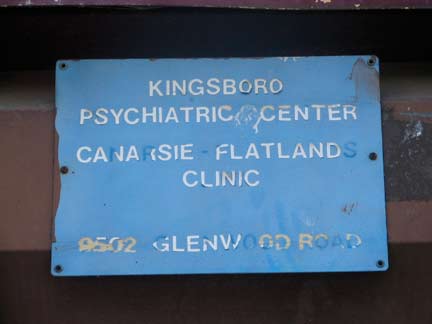 KINGSBORO
PSYCHIATRIC CENTER
CANARSIE - FLATLANDS
CLINIC
9502 GLENWOOD ROAD